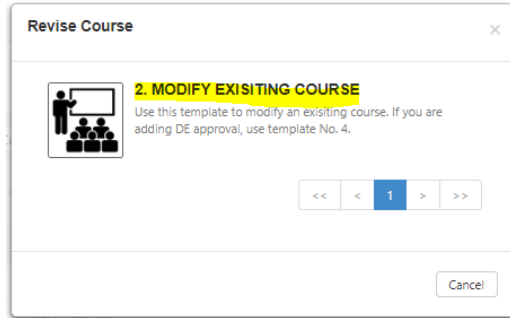 Revise Course
×
2. MODIFY EXISITING COURSE
Use this template to modify an exisiting course. If you are
adding DE approval, use template No. 4.
<< < 1 > >>
Cancel